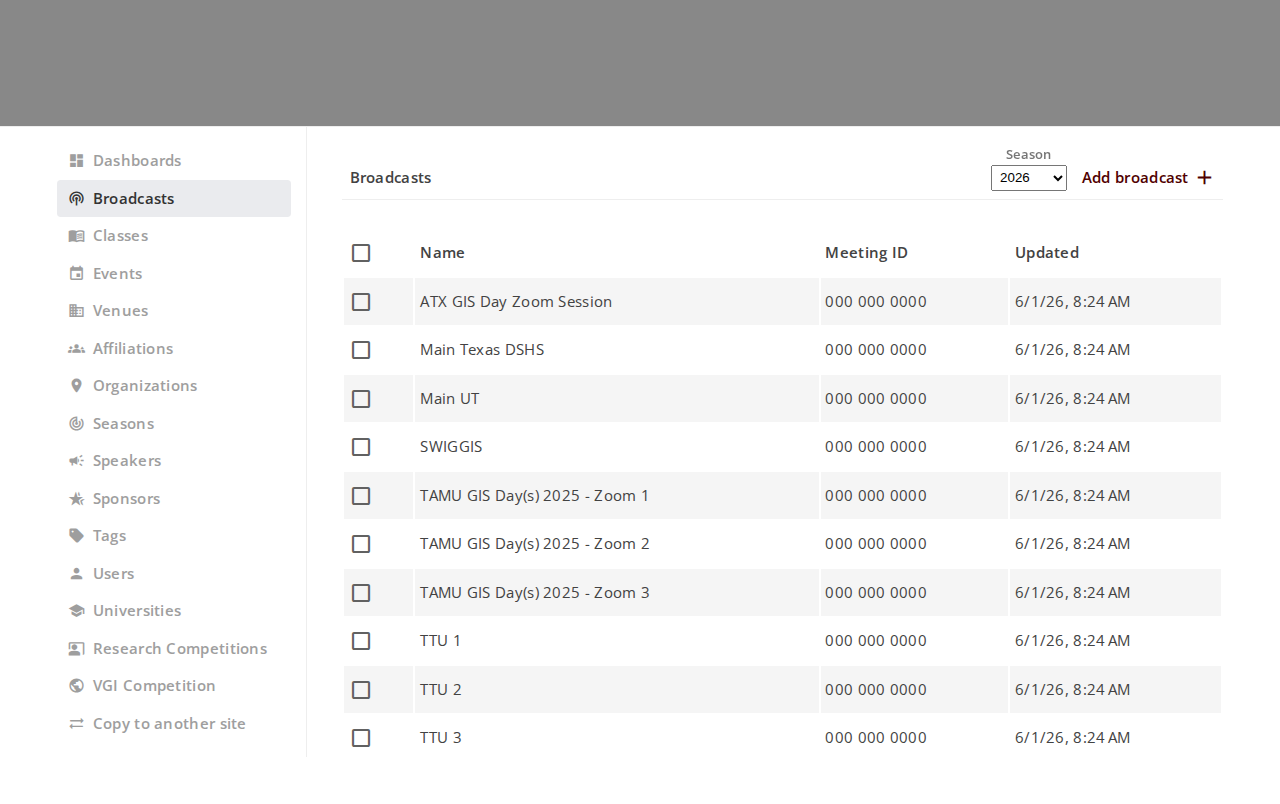 Dashboards
Broadcasts
Classes
Events
Venues
Affiliations
Organizations
Seasons
Speakers
Sponsors
Tags
Users
Universities
Research Competitions
VGI Competition
Copy to another site
Broadcasts
Season
2026
Add broadcast
Name Meeting ID Updated
ATX GIS Day Zoom Session 000 000 0000 6/1/26, 8:24 AM
Main Texas DSHS 000 000 0000 6/1/26, 8:24 AM
Main UT 000 000 0000 6/1/26, 8:24 AM
SWIGGIS 000 000 0000 6/1/26, 8:24 AM
TAMU GIS Day(s) 2025 - Zoom 1 000 000 0000 6/1/26, 8:24 AM
TAMU GIS Day(s) 2025 - Zoom 2 000 000 0000 6/1/26, 8:24 AM
TAMU GIS Day(s) 2025 - Zoom 3 000 000 0000 6/1/26, 8:24 AM
TTU 1 000 000 0000 6/1/26, 8:24 AM
TTU 2 000 000 0000 6/1/26, 8:24 AM
TTU 3 000 000 0000 6/1/26, 8:24 AM